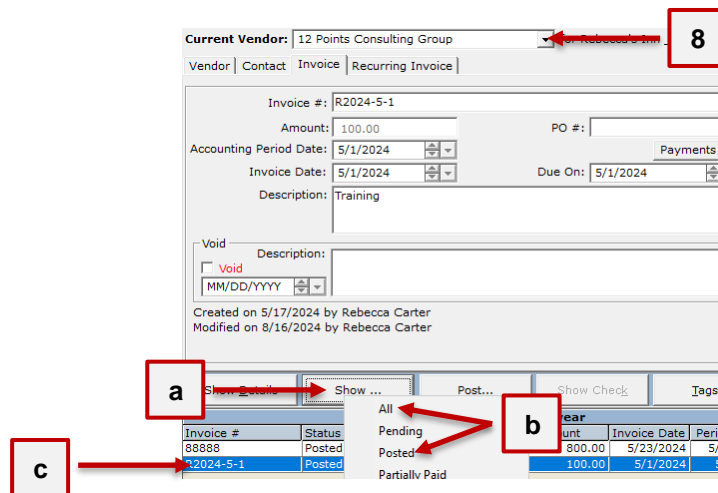 Current Vendor: 12 Points Consulting Group
8
Vendor Contact Invoice Recurring Invoice
Invoice #: R2024-5-1
Amount: 100.00 PO #:
Accounting Period Date: 5/1/2024 Payments
Invoice Date: 5/1/2024 Due On: 5/1/2024
Description: Training
Void
Description:
Void
MM/DD/YYYY
Created on 5/17/2024 by Rebecca Carter
Modified on 8/16/2024 by Rebecca Carter
a
Show Details Show ... Post... Show Check Tags
All
b
year
Pending
Invoice # Status Invoice Date
88888 Posted Posted 800.00 5/23/2024
c
R2024-5-1 Posted 100.00 5/1/2024
Partially Paid